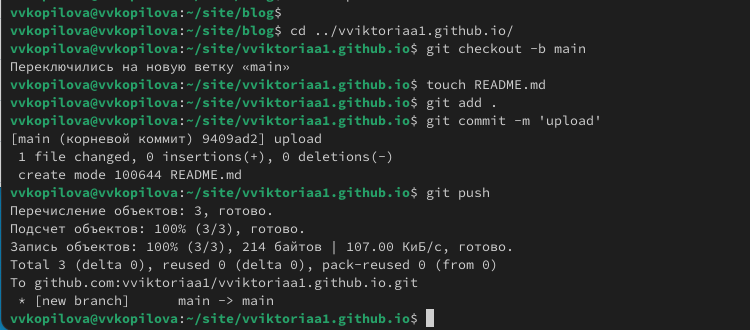 vvkopilova@vvkopilova:~/site/blog$
vvkopilova@vvkopilova:~/site/blog$ cd ../vviktoriaa1.github.io/
vvkopilova@vvkopilova:~/site/vviktoriaa1.github.io$ git checkout -b main
Переключились на новую ветку «main»
vvkopilova@vvkopilova:~/site/vviktoriaa1.github.io$ touch README.md
vvkopilova@vvkopilova:~/site/vviktoriaa1.github.io$ git add .
vvkopilova@vvkopilova:~/site/vviktoriaa1.github.io$ git commit -m 'upload'
[main (корневой коммит) 9409ad2] upload
 1 file changed, 0 insertions(+), 0 deletions(-)
 create mode 100644 README.md
vvkopilova@vvkopilova:~/site/vviktoriaa1.github.io$ git push
Перечисление объектов: 3, готово.
Подсчет объектов: 100% (3/3), готово.
Запись объектов: 100% (3/3), 214 байтов | 107.00 КиБ/с, готово.
Total 3 (delta 0), reused 0 (delta 0), pack-reused 0 (from 0)
To github.com:vviktoriaa1/vviktoriaa1.github.io.git
 * [new branch]      main -> main
vvkopilova@vvkopilova:~/site/vviktoriaa1.github.io$